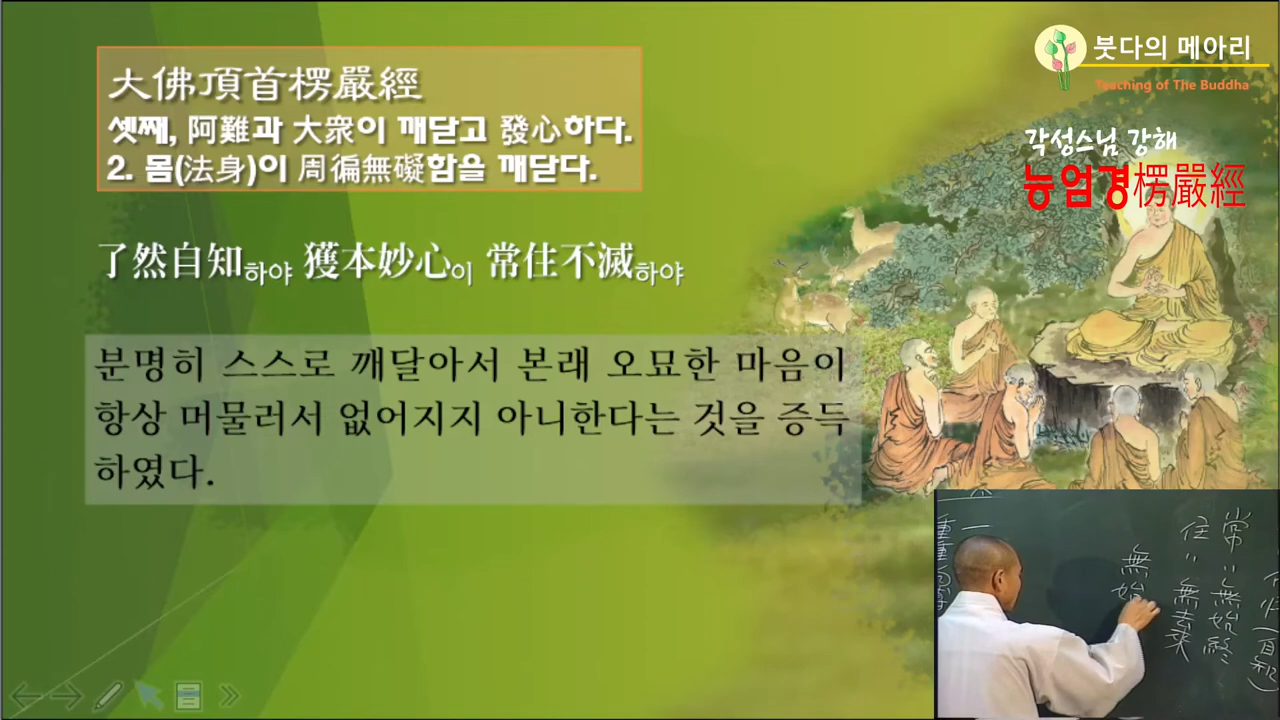 大佛頂首楞嚴經
셋째, 阿難과 大衆이 깨닫고 發心하다.
2. 몸(法身)이 周徧無礙함을 깨닫다.
붓다의 메아리
Teaching of The Buddha
각성스님 강해
능엄경楞嚴經
了然自知하야 獲本妙心이 常住不滅하야
분명히 스스로 깨달아서 본래 오묘한 마음이
항상 머물러서 없어지지 아니한다는 것을 증득
하였다.
常 = 無始終
住 = 無去來
無始